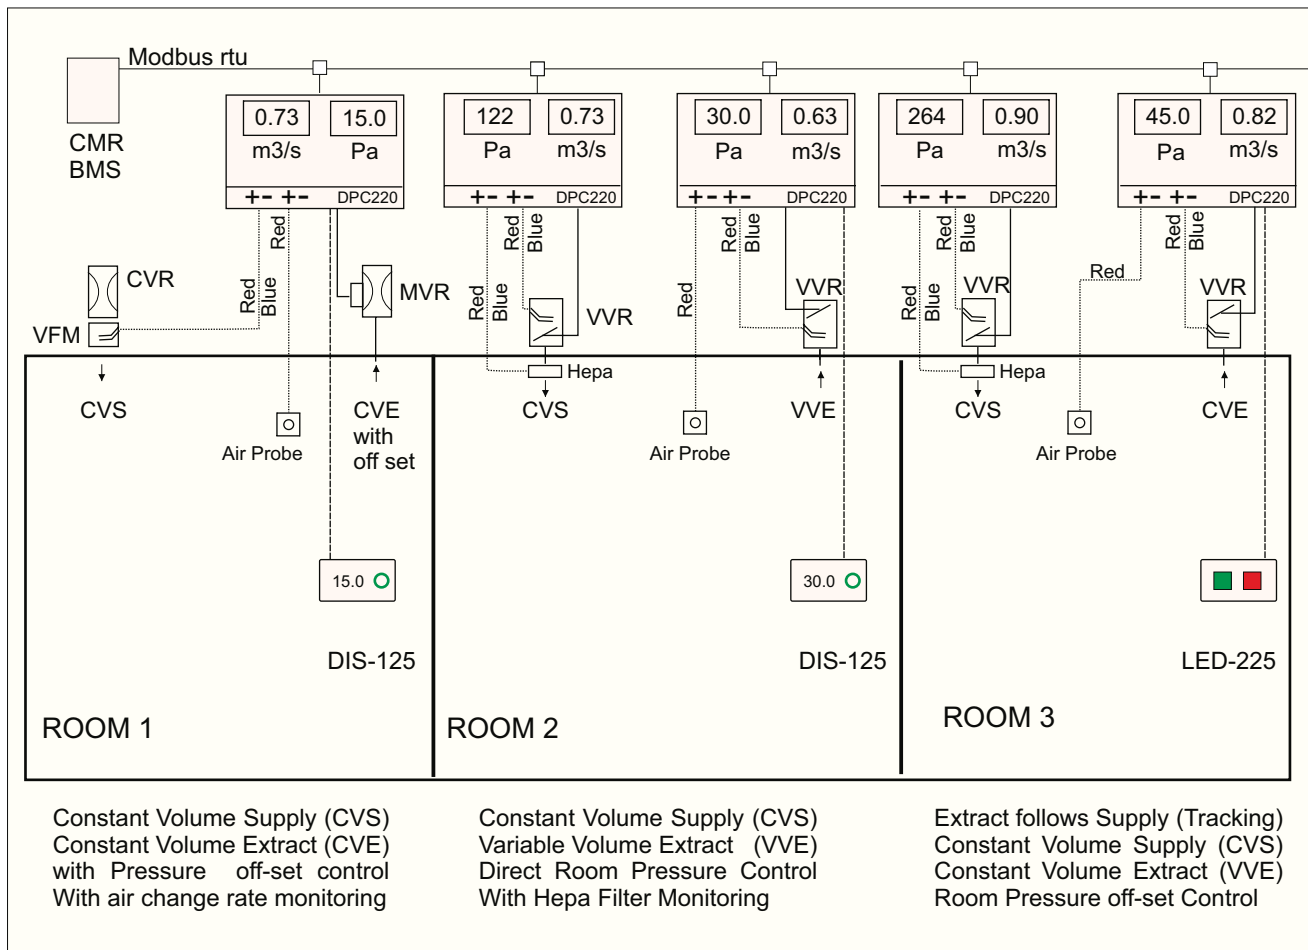 Modbus rtu
CMR
BMS
0.73 15.0
m3/s Pa
+- +- DPC220
122 0.73
Pa m3/s
+- +- DPC220
30.0 0.63
Pa m3/s
+- +- DPC220
264 0.90
Pa m3/s
+- +- DPC220
45.0 0.82
Pa m3/s
+- +- DPC220
CVR
VFM
Red
Blue
Red
MVR
Red
Blue
Red
Blue
VVR
Red
Red
Blue
VVR
Red
Blue
Red
Blue
VVR
Red
Red
Blue
VVR
CVS
Air Probe
CVE
with
off set
Hepa
CVS
Air Probe
VVE
Hepa
CVS
Air Probe
CVE
15.0
DIS-125
30.0
DIS-125
LED-225
ROOM 1
ROOM 2
ROOM 3
Constant Volume Supply (CVS)
Constant Volume Extract (CVE)
with Pressure off-set control
With air change rate monitoring
Constant Volume Supply (CVS)
Variable Volume Extract (VVE)
Direct Room Pressure Control
With Hepa Filter Monitoring
Extract follows Supply (Tracking)
Constant Volume Supply (CVS)
Constant Volume Extract (VVE)
Room Pressure off-set Control